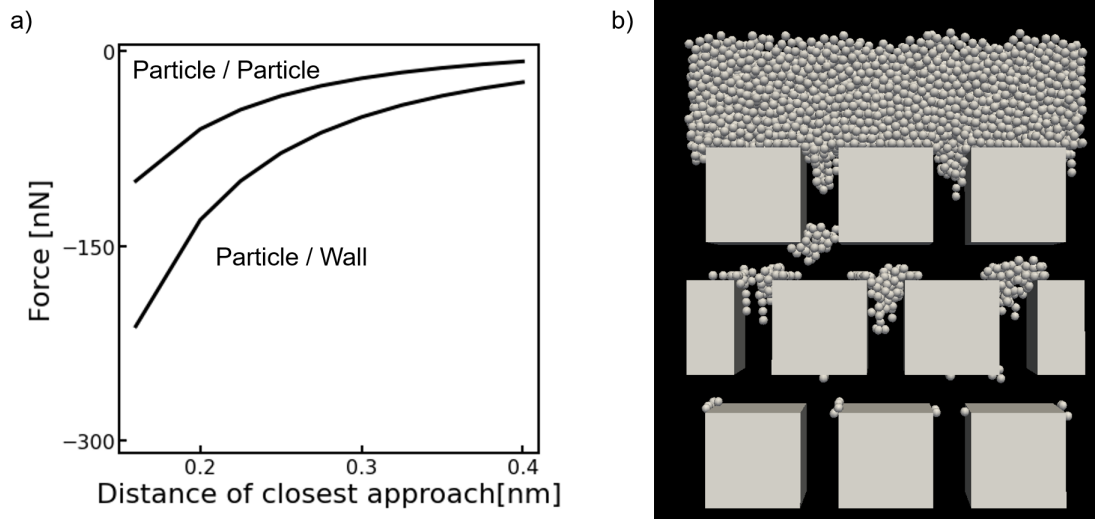 a)
0
Particle / Particle
−150
Particle / Wall
−300
Force [nN]
0.2 0.3 0.4
Distance of closest approach[nm]
b)